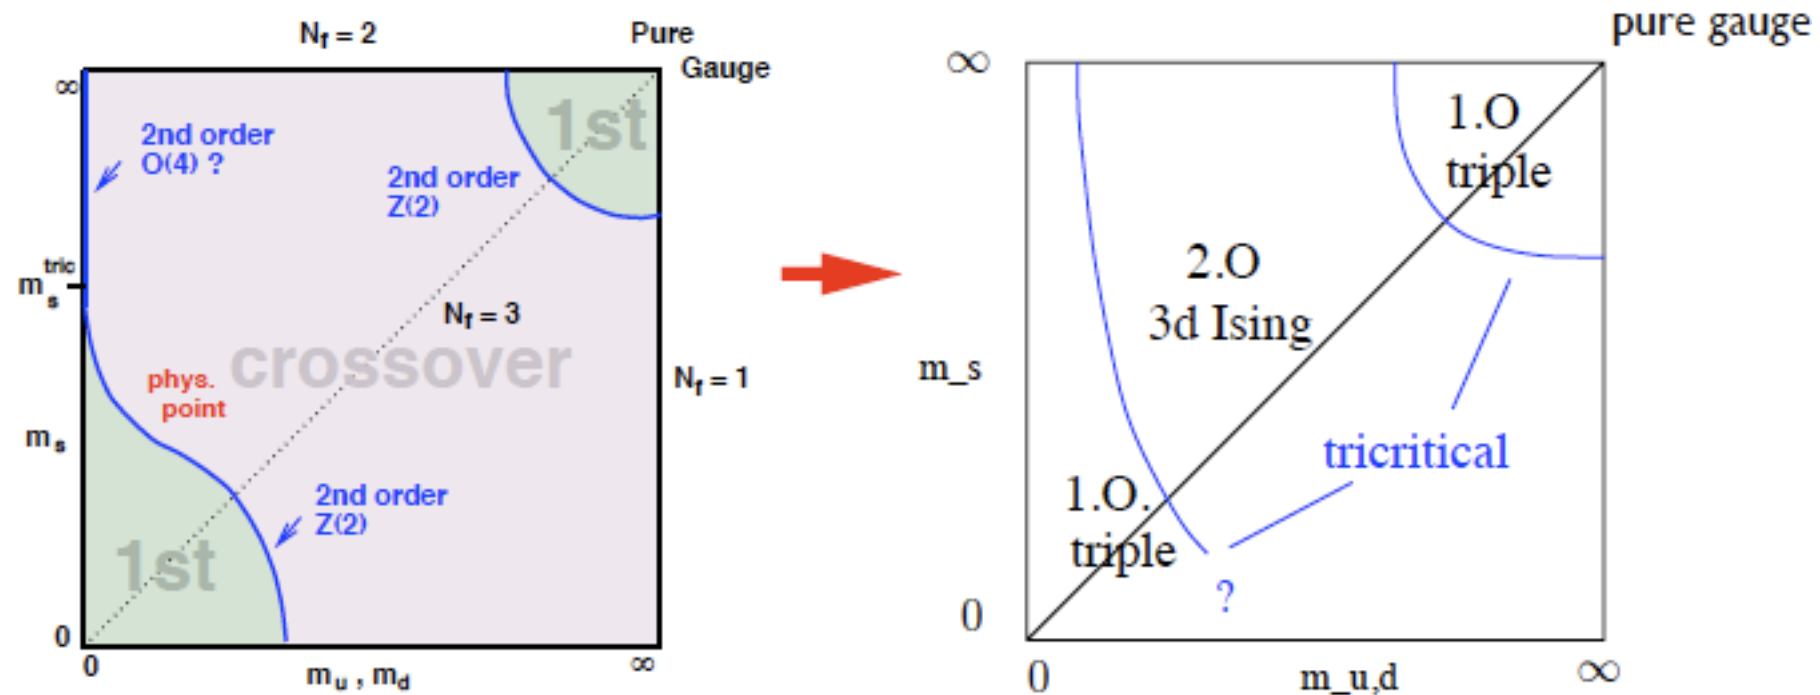 N_f = 2
Pure
Gauge
∞
1st
2nd order
O(4) ?
2nd order
Z(2)
m_s^tric
N_f = 3
crossover
phys.
point
N_f = 1
m_s
2nd order
Z(2)
1st
0
0
∞
m_u , m_d
pure gauge
∞
1.O
triple
2.O
3d Ising
m_s
tricritical
1.O.
triple
?
0
0
m_u,d
∞